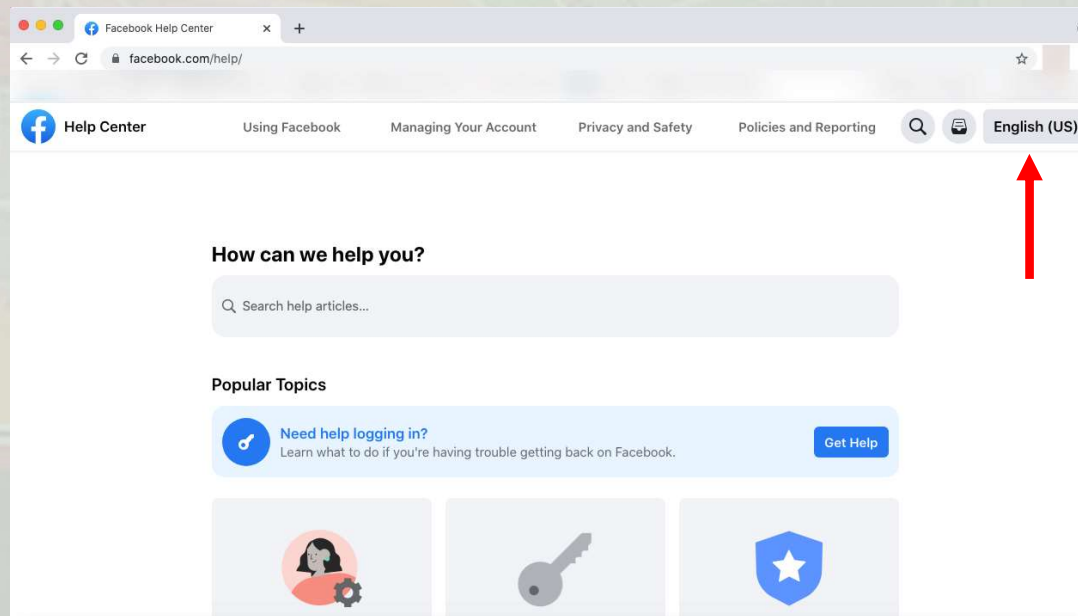 Facebook Help Center
facebook.com/help/
Help Center Using Facebook Managing Your Account Privacy and Safety Policies and Reporting English (US)
How can we help you?
Search help articles...
Popular Topics
Need help logging in?
Learn what to do if you're having trouble getting back on Facebook.
Get Help